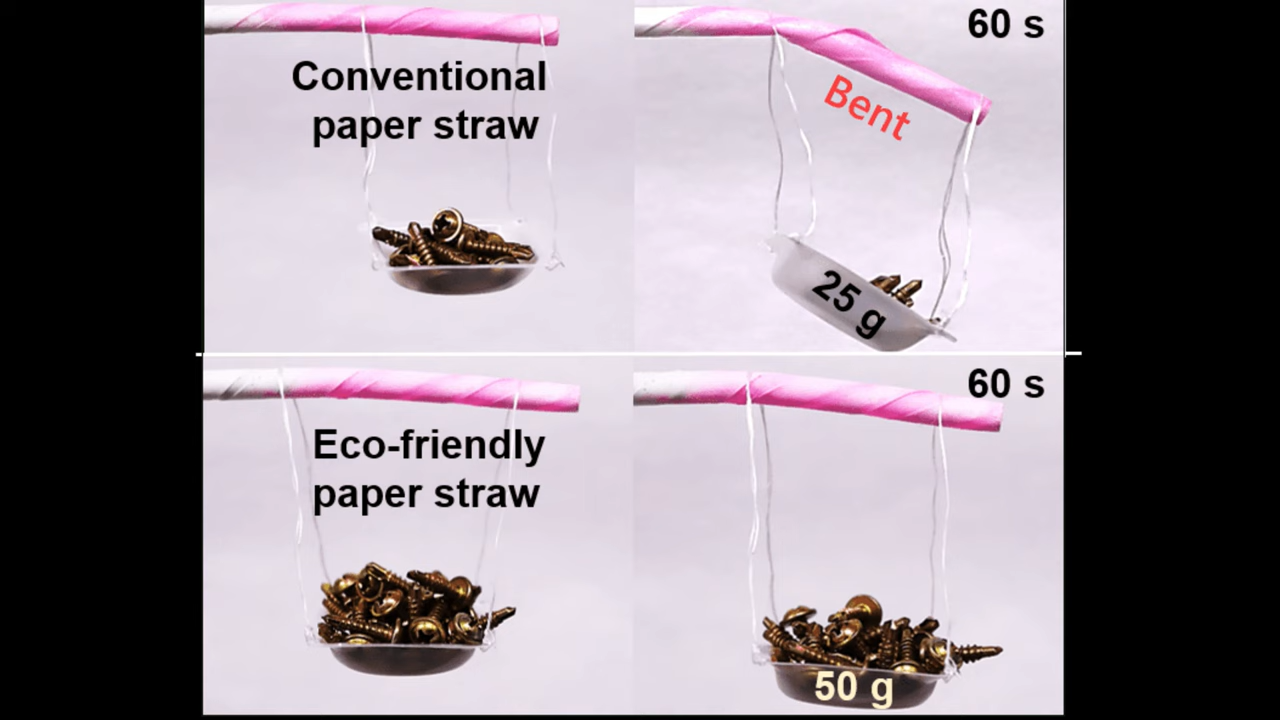 Conventional
paper straw
60 s
Bent
25 g
Eco-friendly
paper straw
60 s
50 g